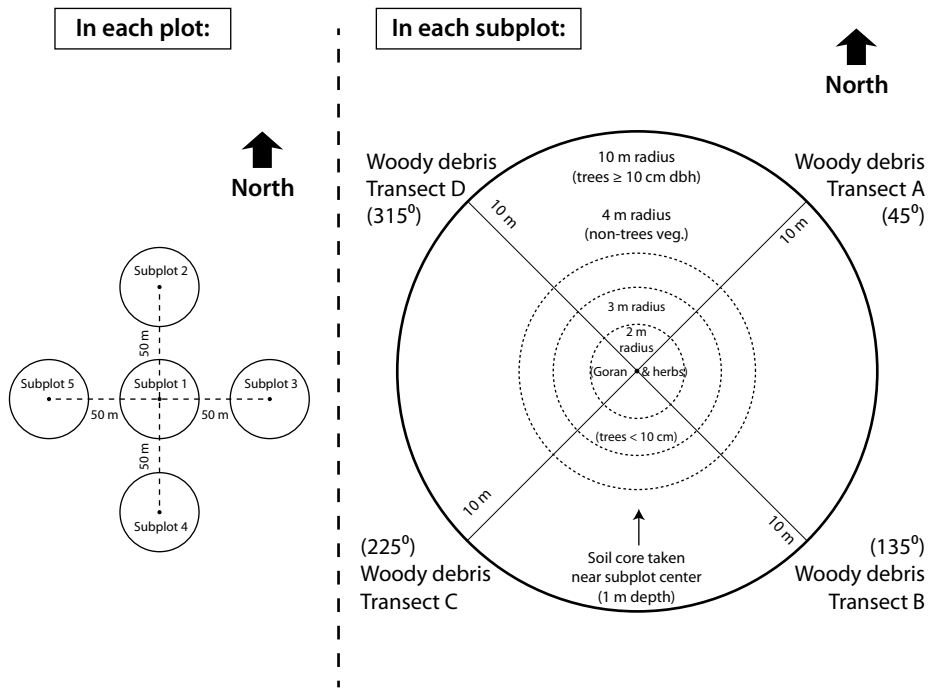 In each plot:
North
Subplot 2
50 m
Subplot 5
Subplot 1
Subplot 3
50 m
50 m
50 m
Subplot 4
In each subplot:
North
Woody debris
Transect D
(315⁰)
10 m radius
(trees ≥ 10 cm dbh)
Woody debris
Transect A
(45⁰)
10 m
10 m
4 m radius
(non-trees veg.)
3 m radius
2 m
radius
(Goran & herbs)
(trees < 10 cm)
10 m
10 m
Soil core taken
near subplot center
(1 m depth)
(225⁰)
Woody debris
Transect C
(135⁰)
Woody debris
Transect B